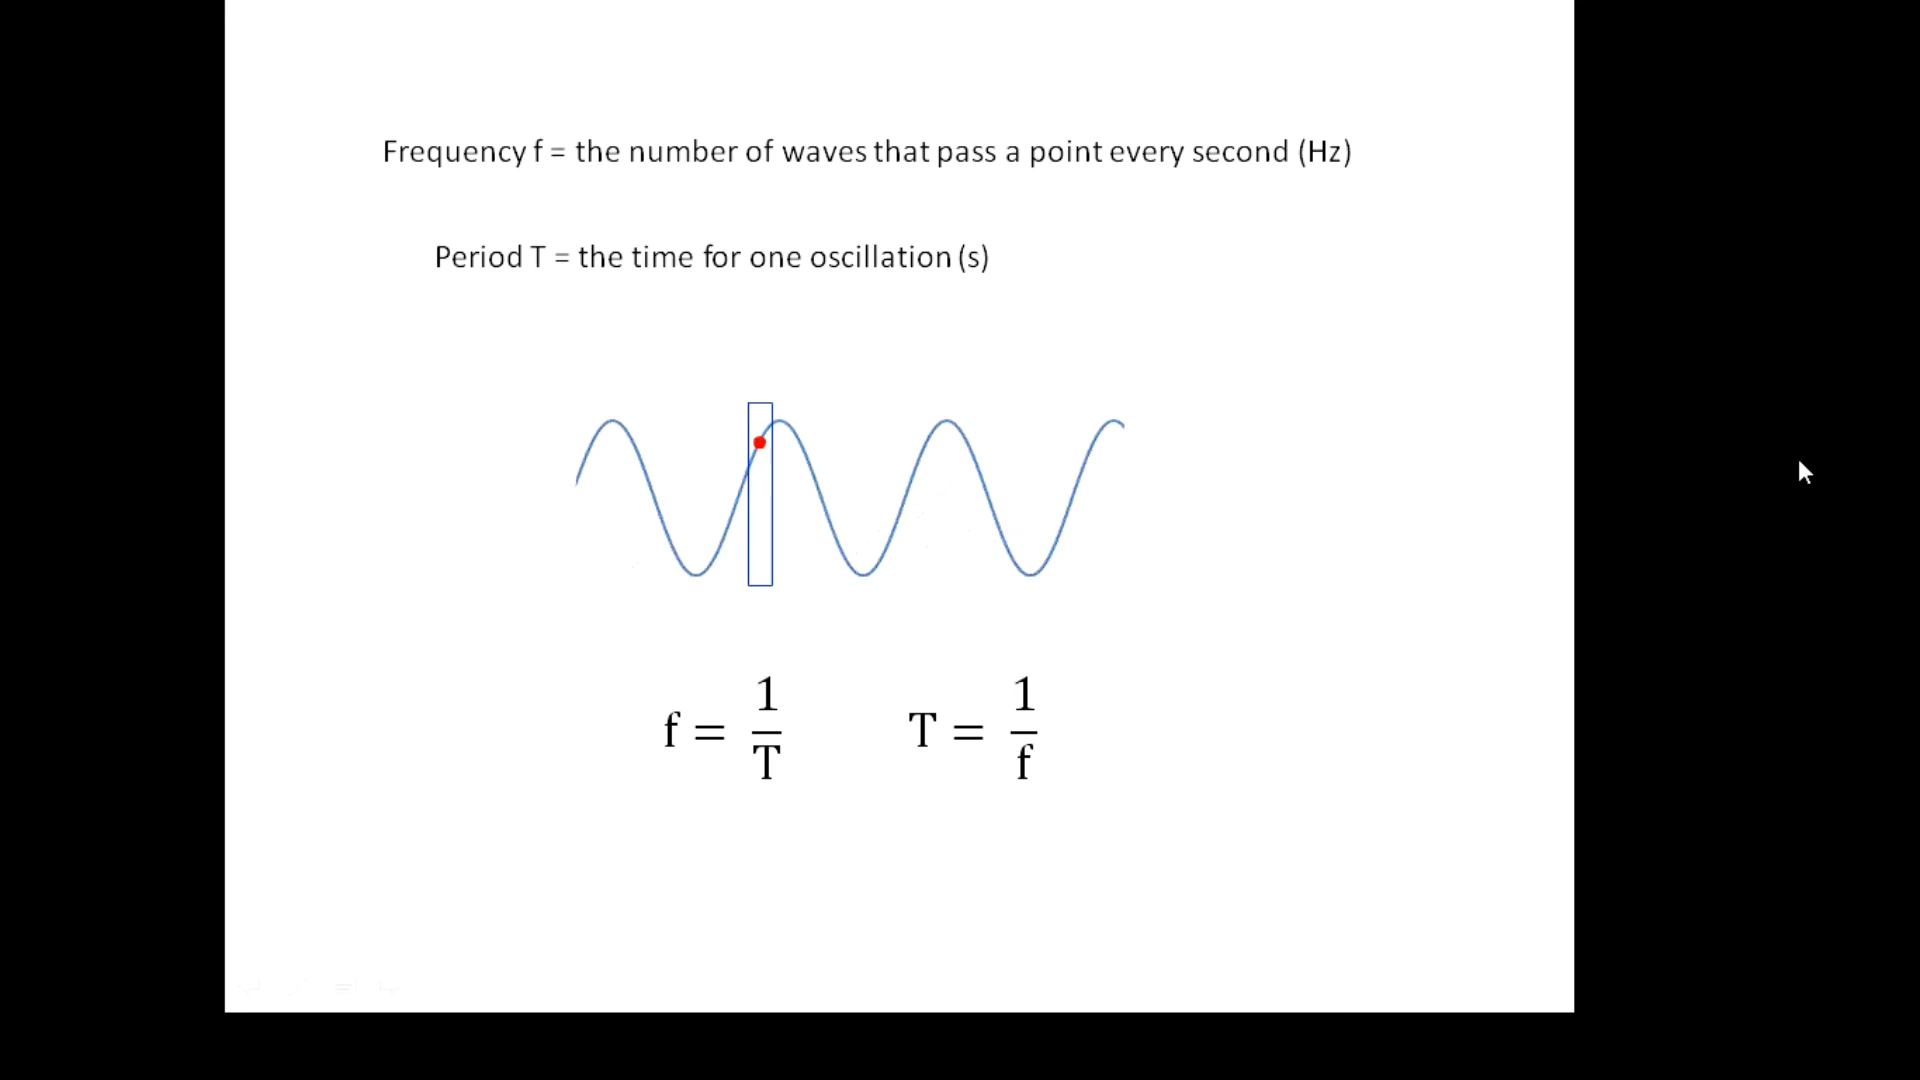 Frequency f = the number of waves that pass a point every second (Hz)
Period T = the time for one oscillation (s)
f = 1/T    T = 1/f